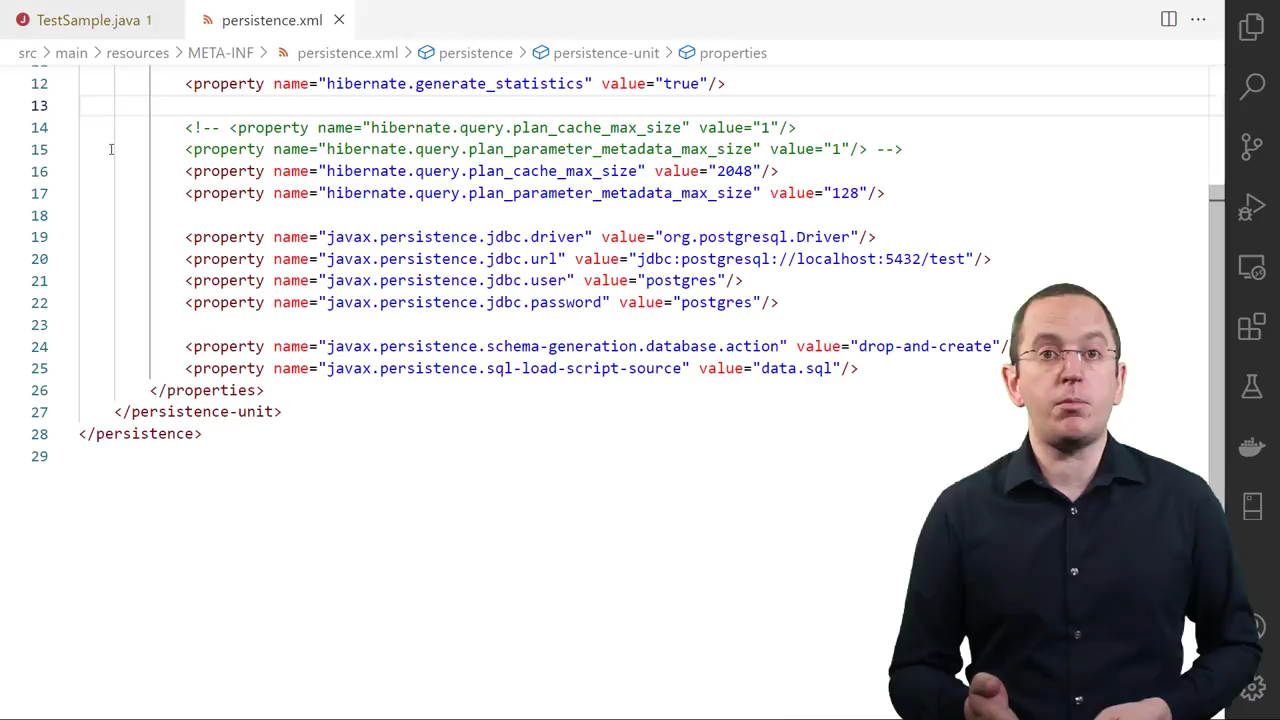 TestSample.java 1
persistence.xml
src > main > resources > META-INF > persistence.xml > persistence > persistence-unit > properties
12 <property name="hibernate.generate_statistics" value="true"/>
13
14 <!-- <property name="hibernate.query.plan_cache_max_size" value="1"/>
15 <property name="hibernate.query.plan_parameter_metadata_max_size" value="1"/> -->
16 <property name="hibernate.query.plan_cache_max_size" value="2048"/>
17 <property name="hibernate.query.plan_parameter_metadata_max_size" value="128"/>
18
19 <property name="javax.persistence.jdbc.driver" value="org.postgresql.Driver"/>
20 <property name="javax.persistence.jdbc.url" value="jdbc:postgresql://localhost:5432/test"/>
21 <property name="javax.persistence.jdbc.user" value="postgres"/>
22 <property name="javax.persistence.jdbc.password" value="postgres"/>
23
24 <property name="javax.persistence.schema-generation.database.action" value="drop-and-create"/
25 <property name="javax.persistence.sql-load-script-source" value="data.sql"/>
26 </properties>
27 </persistence-unit>
28 </persistence>
29